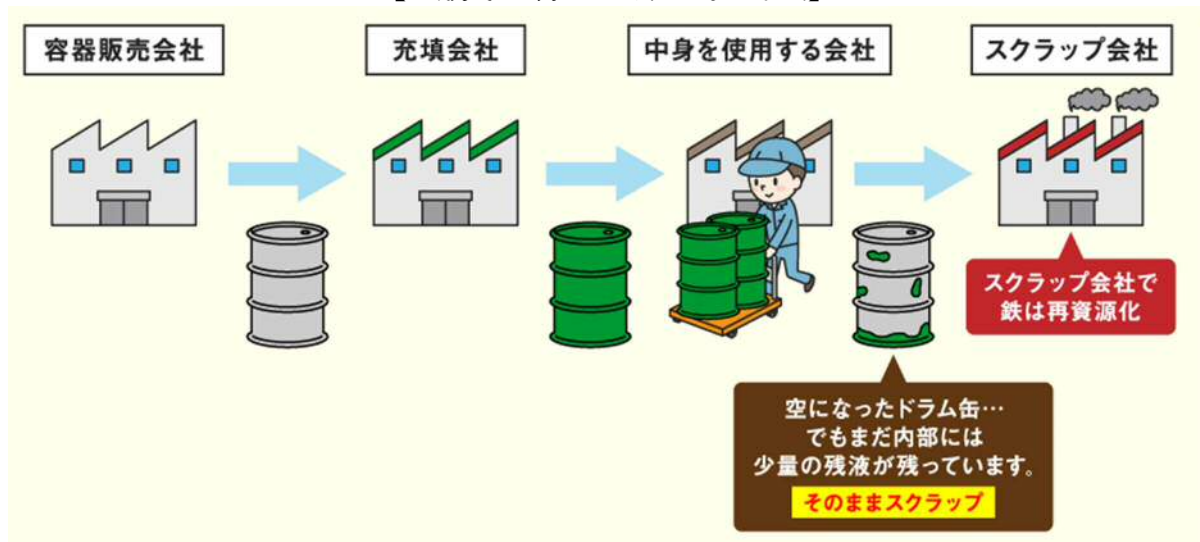 容器販売会社
充填会社
中身を使用する会社
スクラップ会社
スクラップ会社で
鉄は再資源化
空になったドラム缶…
でもまだ内部には
少量の残液が残っています。
そのままスクラップ